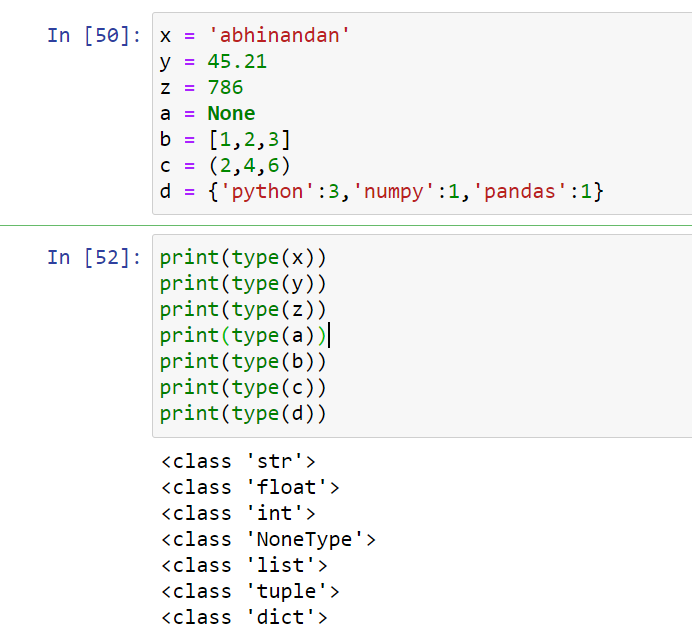 In [50]: x = 'abhinandan'
y = 45.21
z = 786
a = None
b = [1,2,3]
c = (2,4,6)
d = {'python':3,'numpy':1,'pandas':1}
In [52]: print(type(x))
print(type(y))
print(type(z))
print(type(a))
print(type(b))
print(type(c))
print(type(d))
<class 'str'>
<class 'float'>
<class 'int'>
<class 'NoneType'>
<class 'list'>
<class 'tuple'>
<class 'dict'>